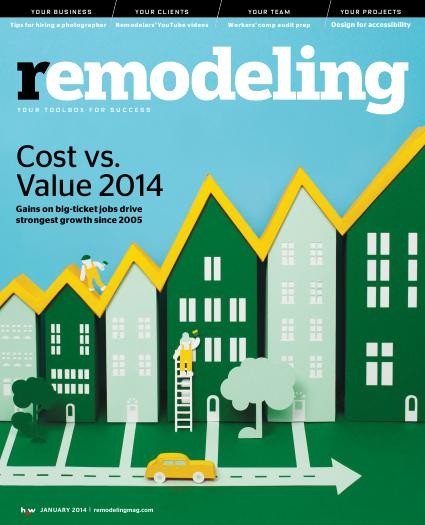 YOUR BUSINESS
YOUR CLIENTS
YOUR TEAM
YOUR PROJECTS
Tips for hiring a photographer
Remodelers' YouTube videos
Workers' comp audit prep
Design for accessibility
remodeling
YOUR TOOLBOX FOR SUCCESS
Cost vs.
Value 2014
Gains on big-ticket jobs drive
strongest growth since 2005
JANUARY 2014 | remodelingmag.com